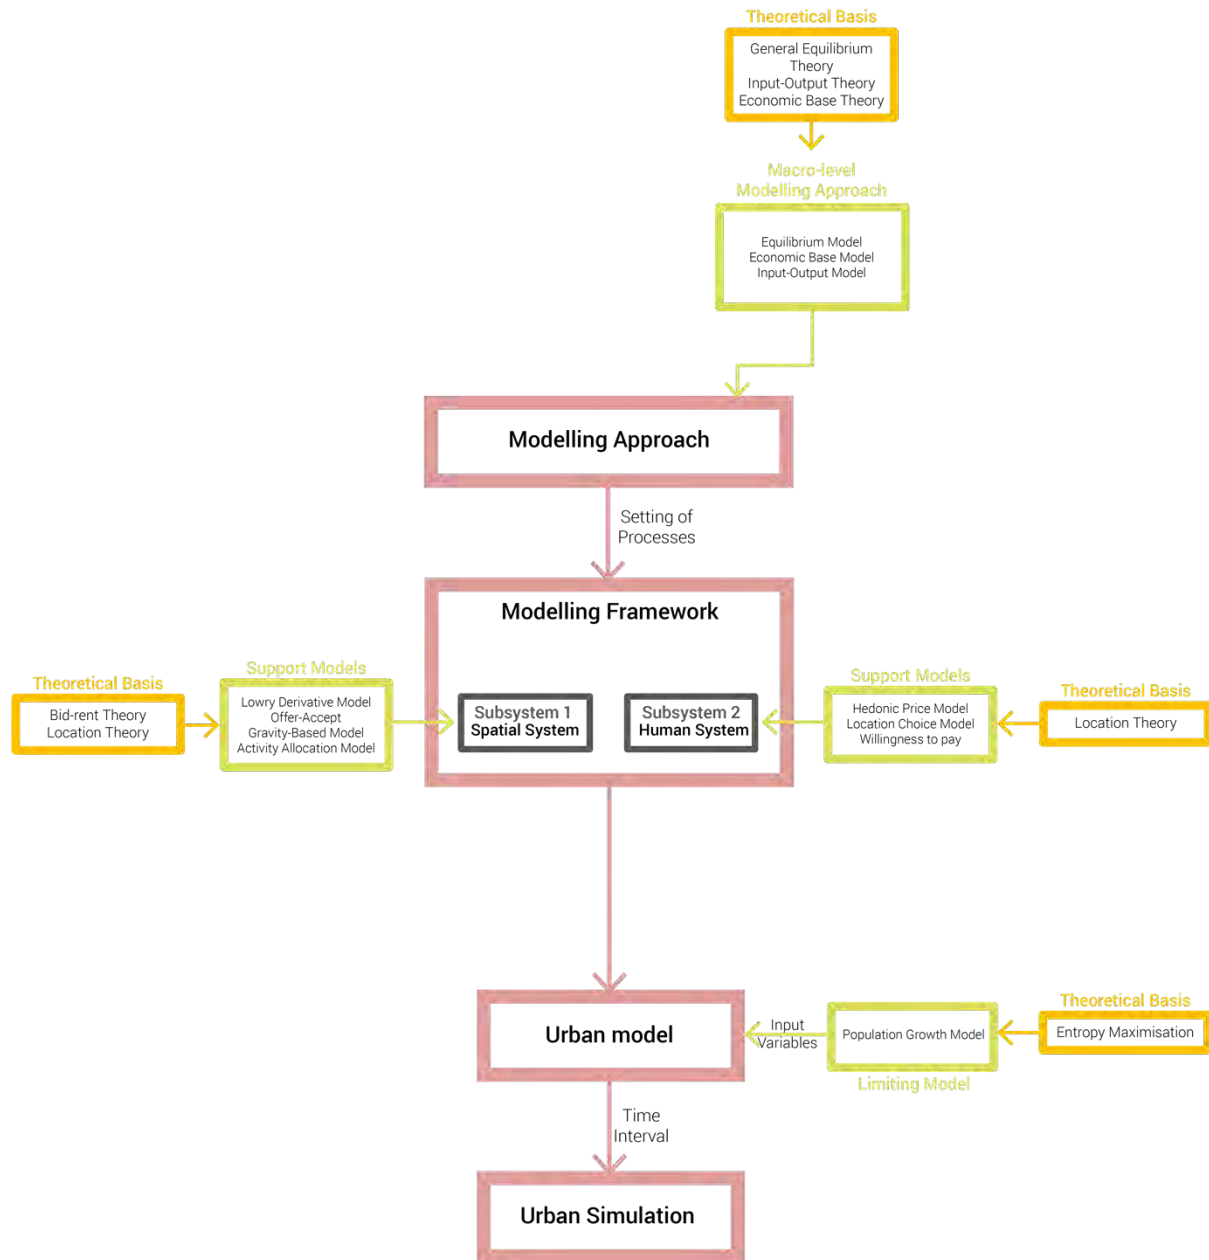 Theoretical Basis
General Equilibrium
Theory
Input-Output Theory
Economic Base Theory
Macro-level
Modelling Approach
Equilibrium Model
Economic Base Model
Input-Output Model
Modelling Approach
Setting of
Processes
Modelling Framework
Theoretical Basis
Bid-rent Theory
Location Theory
Support Models
Lowry Derivative Model
Offer-Accept
Gravity-Based Model
Activity Allocation Model
Subsystem 1
Spatial System
Subsystem 2
Human System
Support Models
Hedonic Price Model
Location Choice Model
Willingness to pay
Theoretical Basis
Location Theory
Urban model
Input
Variables
Population Growth Model
Limiting Model
Theoretical Basis
Entropy Maximisation
Time
Interval
Urban Simulation